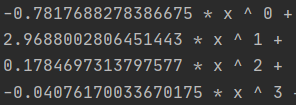 -0.7817688278386675 * x ^ 0 +
2.9688002806451443 * x ^ 1 +
0.1784697313797577 * x ^ 2 +
-0.04076170033670175 * x ^ 3 +